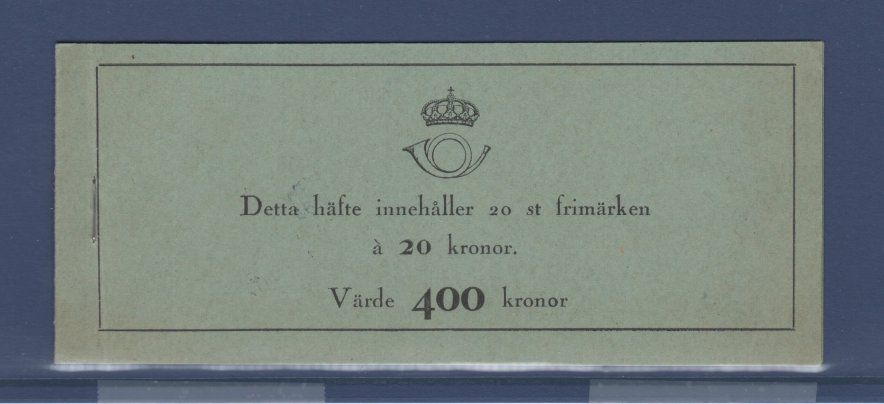 Detta häfte innehåller 20 st frimärken
à 20 kronor.
Värde 400 kronor